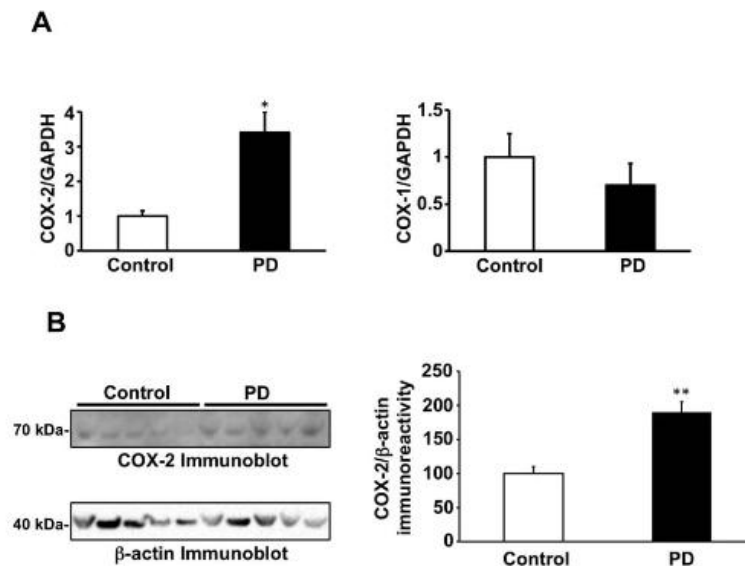 A
COX-2/GAPDH
4
3
2
1
0
*
Control PD
COX-1/GAPDH
1.5
1
0.5
0
Control PD
B
Control PD
70 kDa-
COX-2 Immunoblot
40 kDa-
β-actin Immunoblot
COX-2/β-actin
immunoreactivity
250
200
150
100
50
0
**
Control PD